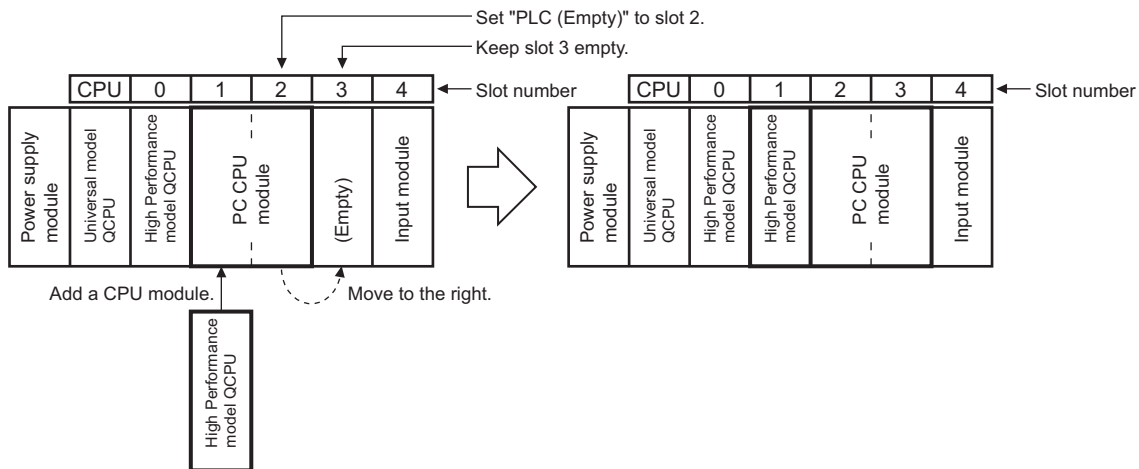 Set "PLC (Empty)" to slot 2.
Keep slot 3 empty.
CPU 0 1 2 3 4
Slot number
Power supply
module
Universal model
QCPU
High Performance
model QCPU
PC CPU
module
(Empty)
Input module
Add a CPU module.
Move to the right.
High Performance
model QCPU
CPU 0 1 2 3 4
Slot number
Power supply
module
Universal model
QCPU
High Performance
model QCPU
High Performance
model QCPU
PC CPU
module
Input module